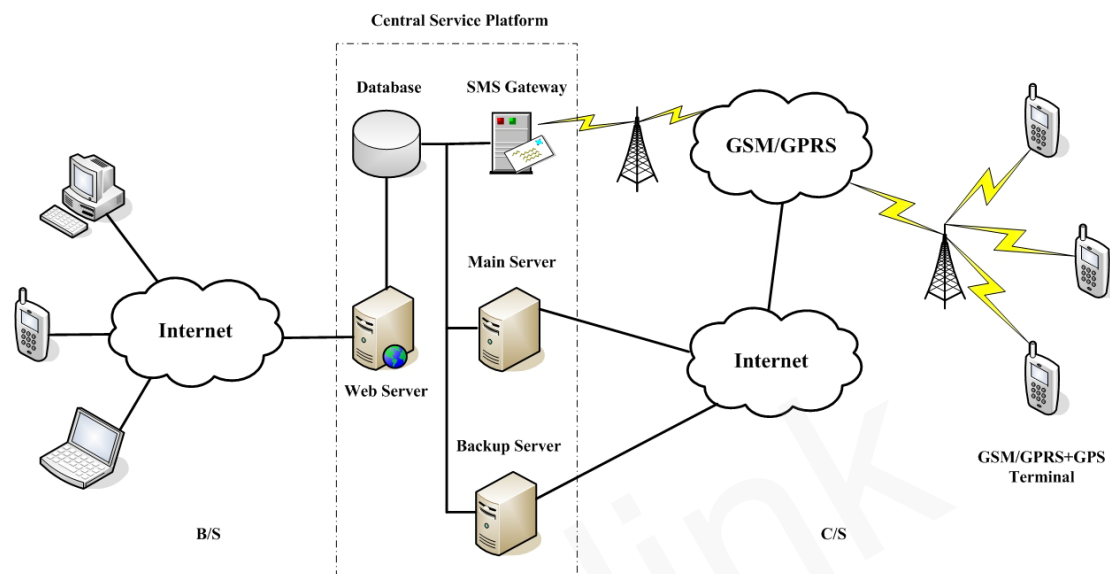 Central Service Platform
Database
SMS Gateway
GSM/GPRS
Internet
Main Server
Internet
Web Server
Backup Server
GSM/GPRS+GPS
Terminal
B/S
C/S